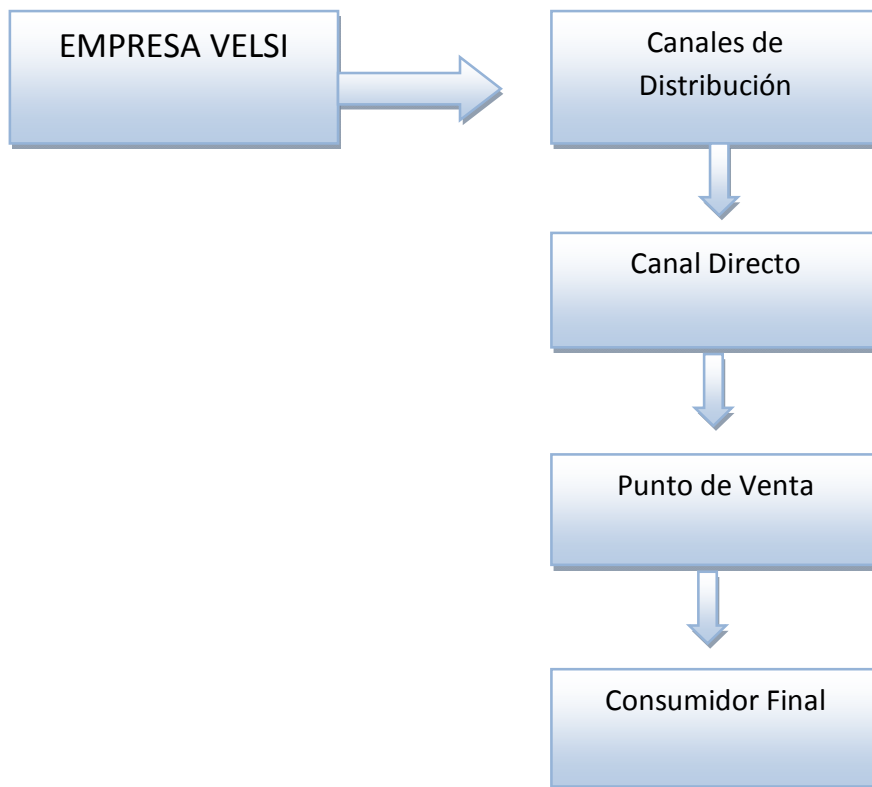 EMPRESA VELSI
Canales de
Distribución
Canal Directo
Punto de Venta
Consumidor Final